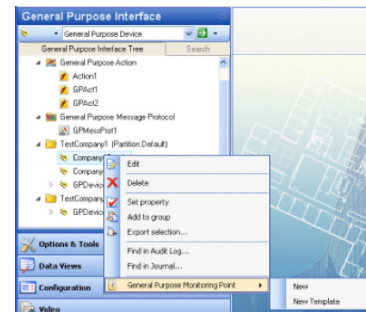 General Purpose Interface
General Purpose Device
General Purpose Interface Tree Search
General Purpose Action
Action1
GPAct1
GPAct2
General Purpose Message Protocol
GPMessProt1
TestCompany1 (Partition:Default)
Company
Company
GPDevic
TestCompany
GPDevic
Edit
Delete
Set property
Add to group
Export selection...
Find in Audit Log...
Find in Journal...
General Purpose Monitoring Point
New
New Template
Options & Tools
Data Views
Configuration
Video